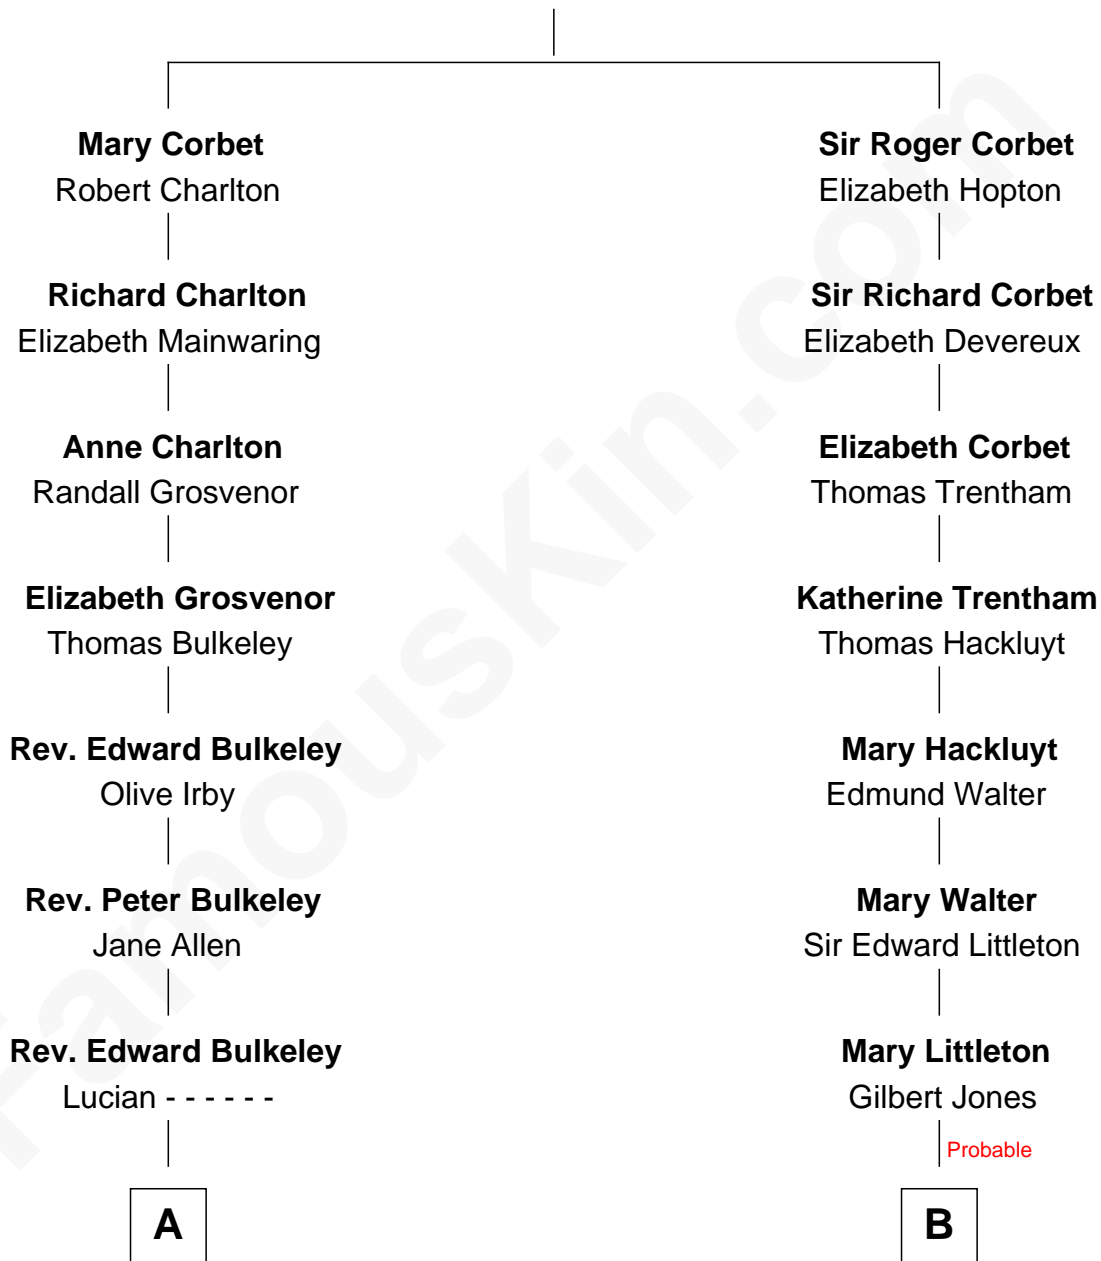 Mary Corbet
Robert Charlton
Richard Charlton
Elizabeth Mainwaring
Anne Charlton
Randall Grosvenor
Elizabeth Grosvenor
Thomas Bulkeley
Rev. Edward Bulkeley
Olive Irby
Rev. Peter Bulkeley
Jane Allen
Rev. Edward Bulkeley
Lucian - - - - - -
A
Sir Roger Corbet
Elizabeth Hopton
Sir Richard Corbet
Elizabeth Devereux
Elizabeth Corbet
Thomas Trentham
Katherine Trentham
Thomas Hackluyt
Mary Hackluyt
Edmund Walter
Mary Walter
Sir Edward Littleton
Mary Littleton
Gilbert Jones
Probable
B
FamousKin.com